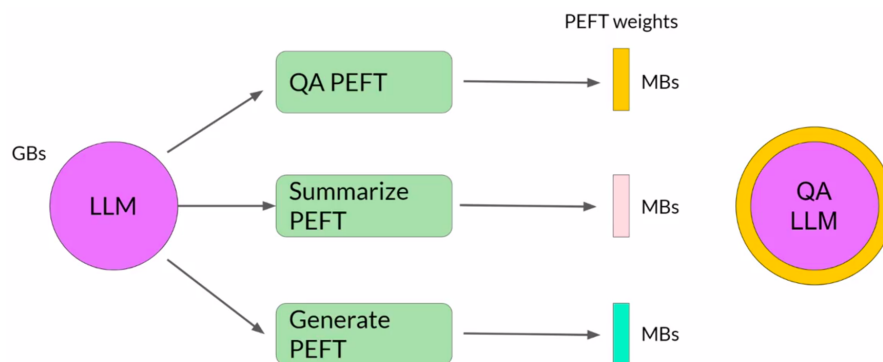 PEFT weights
QA PEFT
MBs
GBs
LLM
Summarize
PEFT
MBs
QA
LLM
Generate
PEFT
MBs